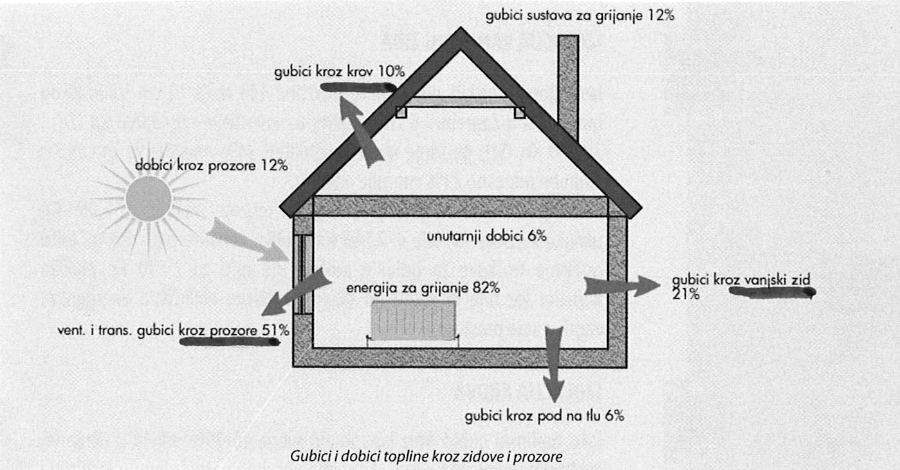 gubici sustava za grijanje 12%
gubici kroz krov 10%
dobici kroz prozore 12%
unutarnji dobici 6%
energija za grijanje 82%
gubici kroz vanjski zid
21%
vent. i trans. gubici kroz prozore 51%
gubici kroz pod na tlu 6%
Gubici i dobici topline kroz zidove i prozore